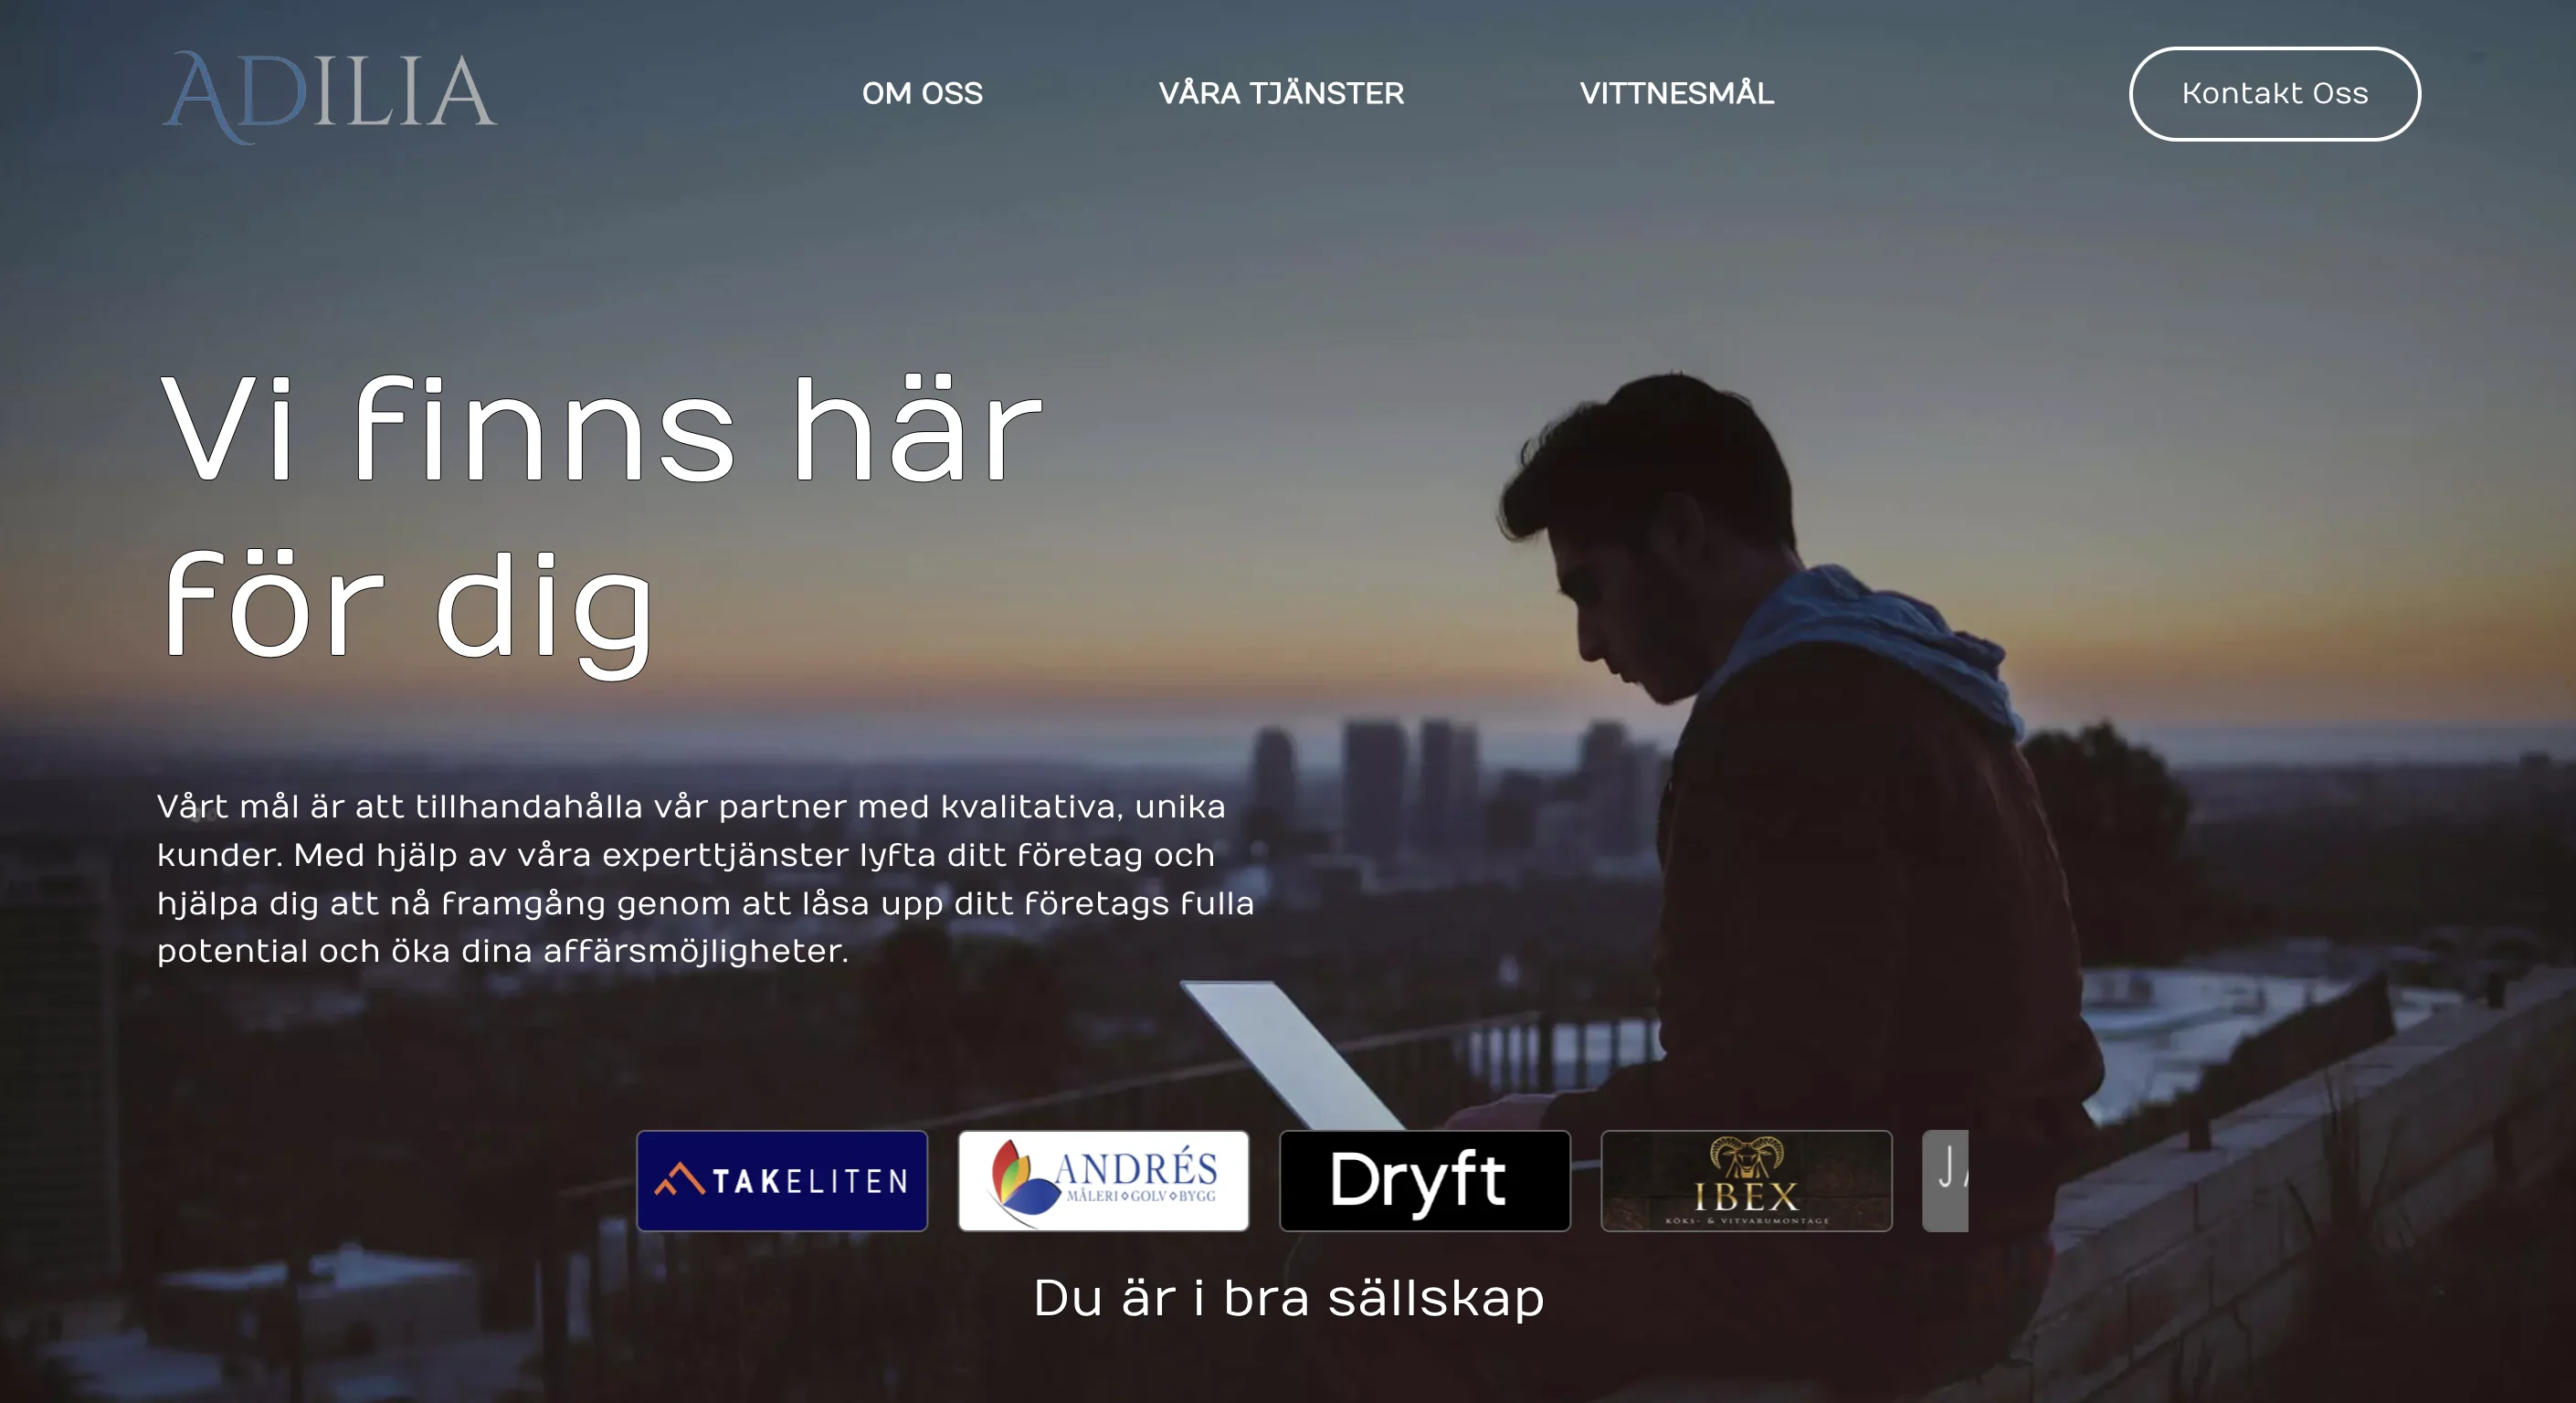 ADILIA
OM OSS
VÅRA TJÄNSTER
VITTNESMÅL
Kontakt Oss
Vi finns här
för dig
Vårt mål är att tillhandahålla vår partner med kvalitativa, unika
kunder. Med hjälp av våra experttjänster lyfta ditt företag och
hjälpa dig att nå framgång genom att låsa upp ditt företags fulla
potential och öka dina affärsmöjligheter.
TAKELITEN
ANDRÉS
MÅLERI⋄GOLV⋄BYGG
Dryft
IBEX
KÖKS- & VITVARUMONTAGE
Du är i bra sällskap